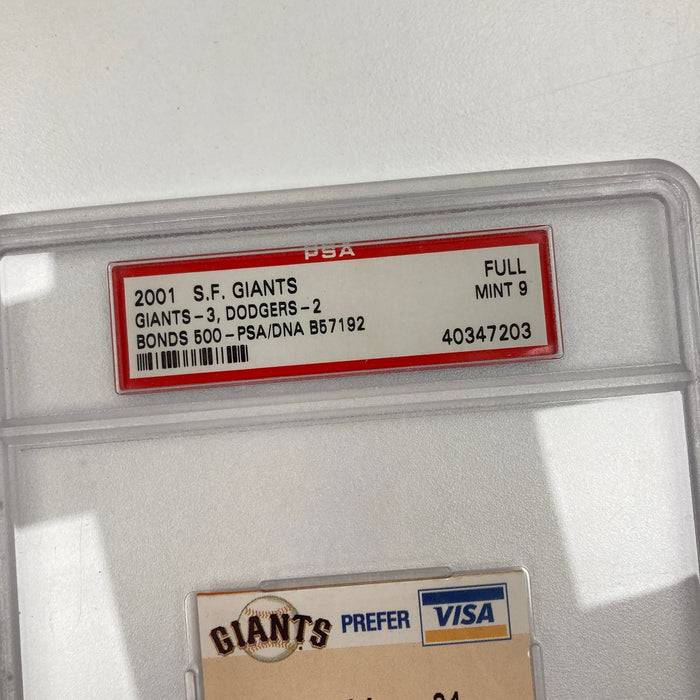 PSA
2001 S.F. GIANTS FULL
GIANTS-3, DODGERS-2 MINT 9
BONDS 500-PSA/DNA B57192 40347203
GIANTS PREFER VISA